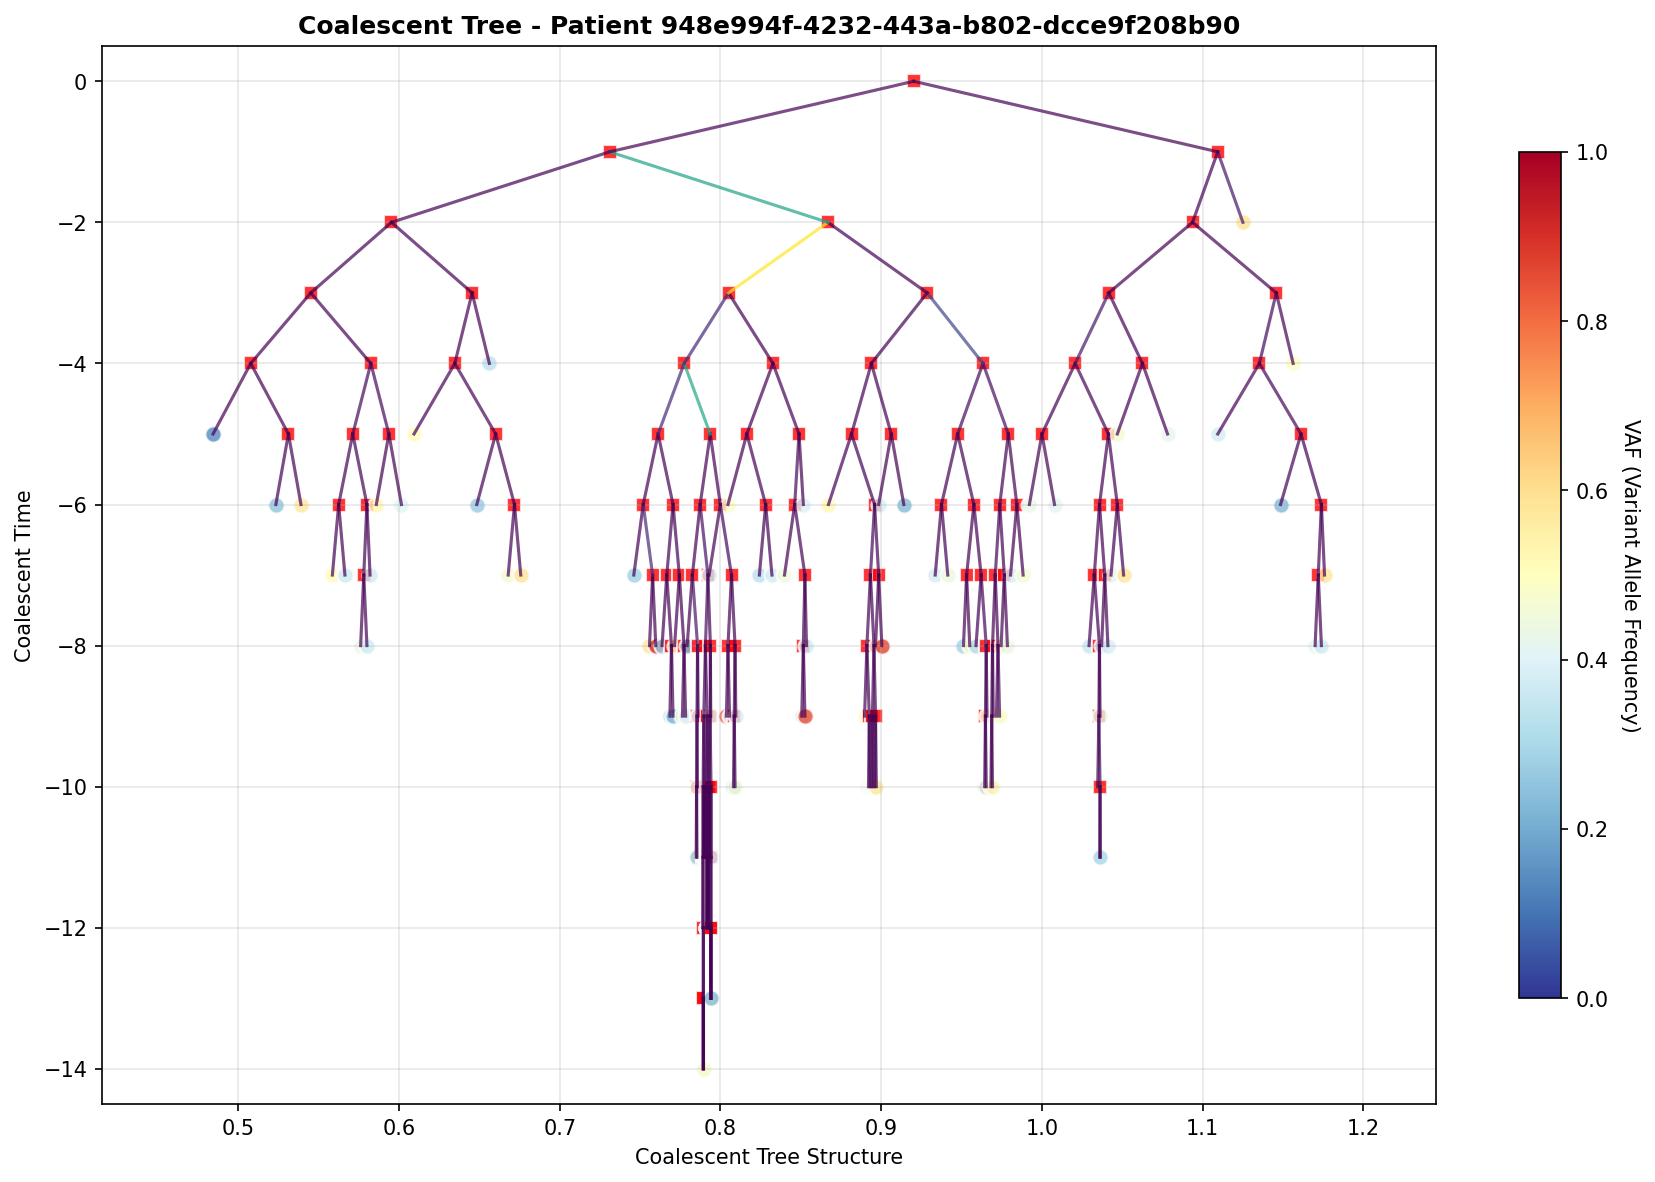 Coalescent Tree - Patient 948e994f-4232-443a-b802-dcce9f208b90
0
−2
−4
−6
−8
−10
−12
−14
Coalescent Time
0.5 0.6 0.7 0.8 0.9 1.0 1.1 1.2
Coalescent Tree Structure
1.0
0.8
0.6
0.4
0.2
0.0
VAF (Variant Allele Frequency)